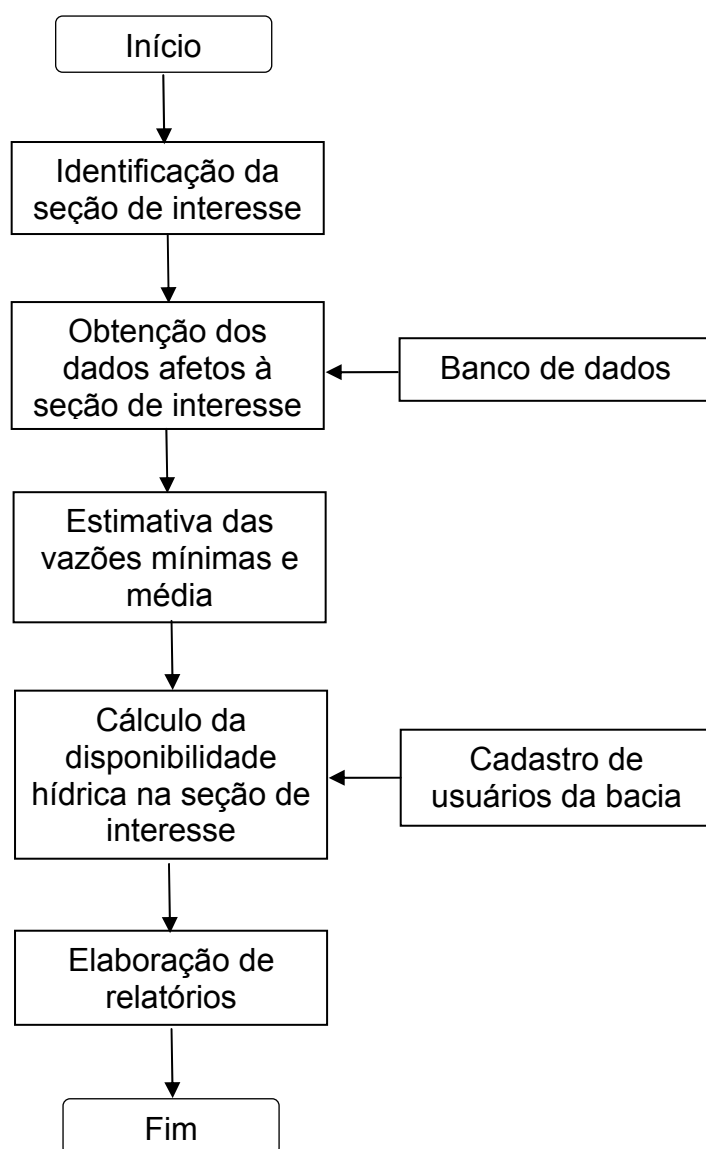 Início
Identificação da
seção de interesse
Obtenção dos
dados afetos à
seção de interesse
Banco de dados
Estimativa das
vazões mínimas e
média
Cálculo da
disponibilidade
hídrica na seção de
interesse
Cadastro de
usuários da bacia
Elaboração de
relatórios
Fim